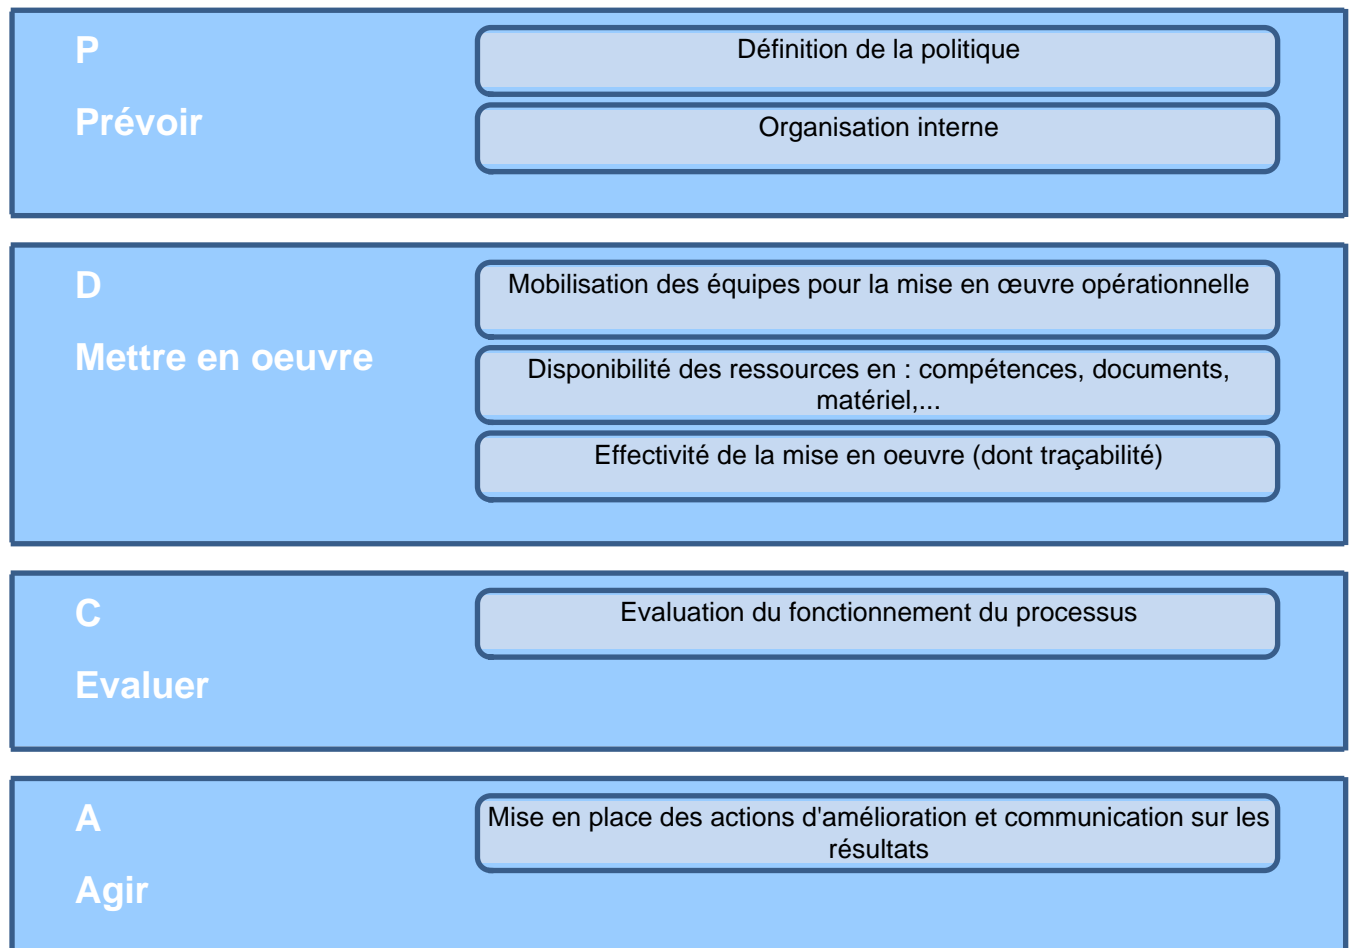 P
Prévoir
Définition de la politique
Organisation interne
D
Mettre en oeuvre
Mobilisation des équipes pour la mise en œuvre opérationnelle
Disponibilité des ressources en : compétences, documents,
matériel,...
Effectivité de la mise en oeuvre (dont traçabilité)
C
Evaluer
Evaluation du fonctionnement du processus
A
Agir
Mise en place des actions d'amélioration et communication sur les
résultats